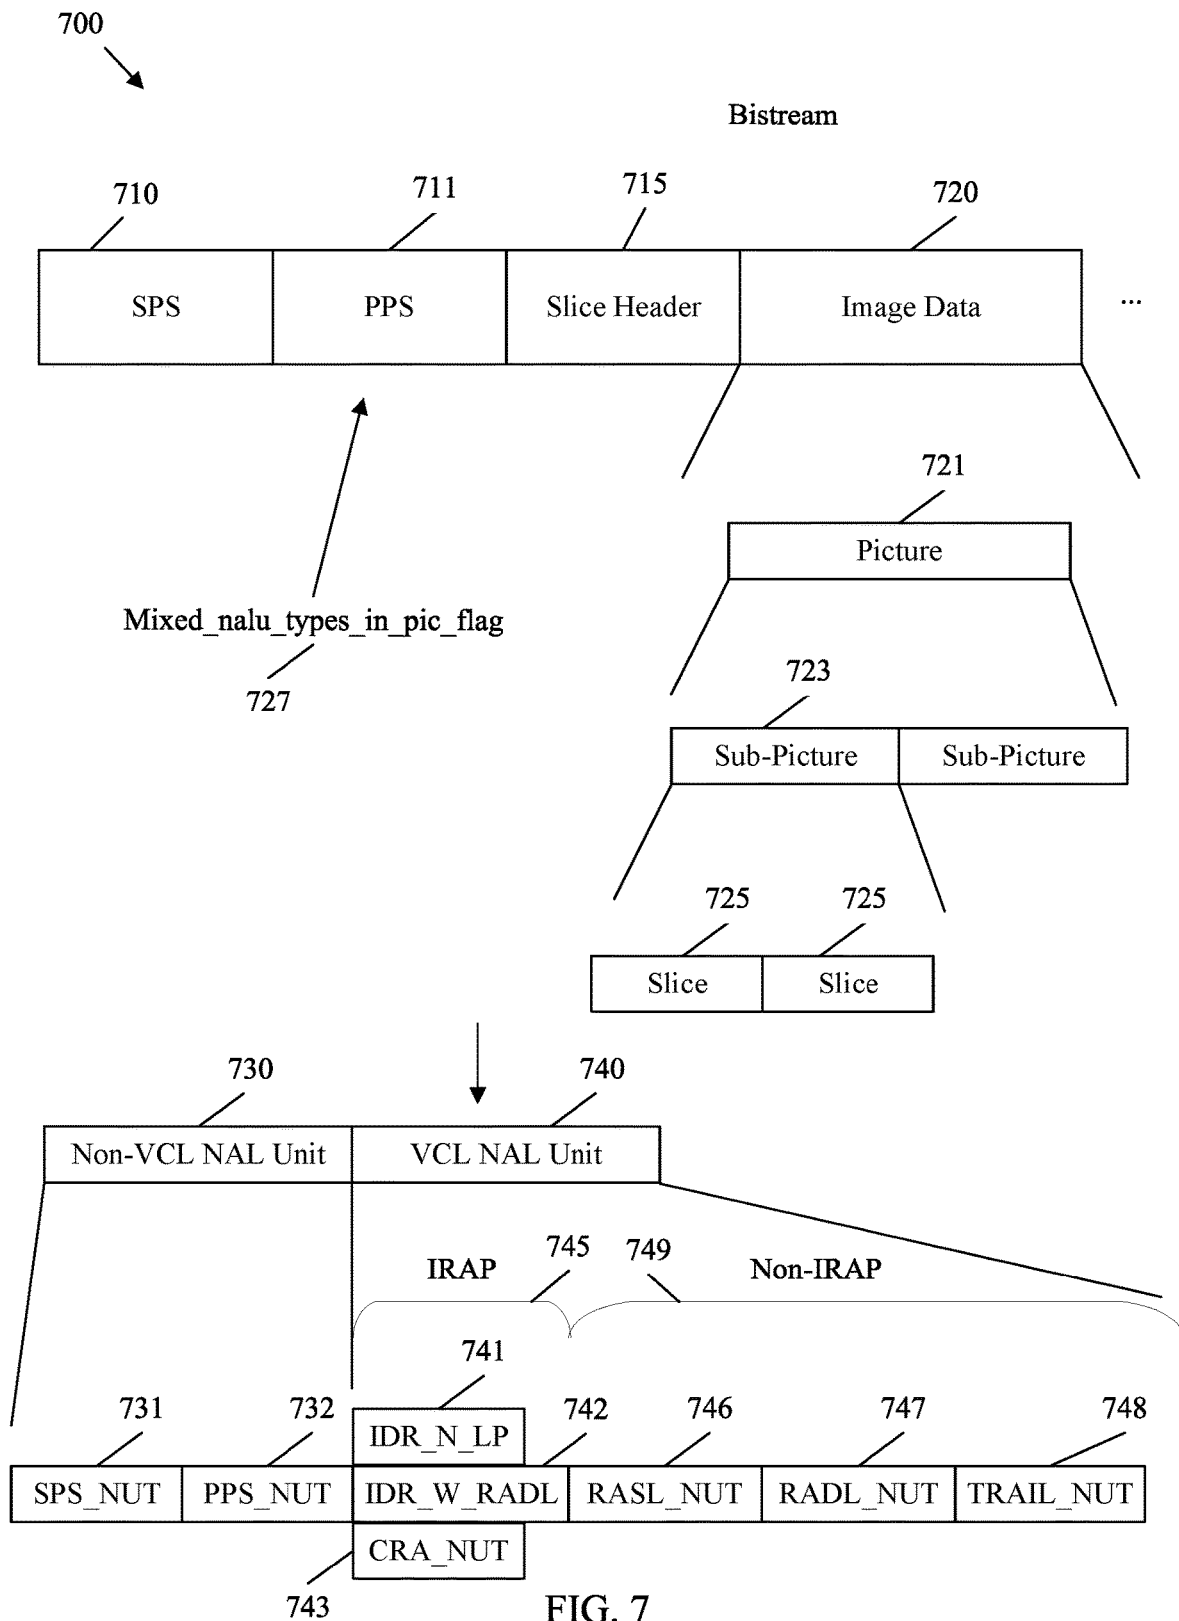 700
Bistream
710
711
715
720
SPS
PPS
Slice Header
Image Data
...
721
Picture
Mixed_nalu_types_in_pic_flag
727
723
Sub-Picture
Sub-Picture
725
725
Slice
Slice
730
740
Non-VCL NAL Unit
VCL NAL Unit
IRAP
745
749
Non-IRAP
741
731
732
IDR_N_LP
742
746
747
748
SPS_NUT
PPS_NUT
IDR_W_RADL
RASL_NUT
RADL_NUT
TRAIL_NUT
CRA_NUT
743
FIG. 7